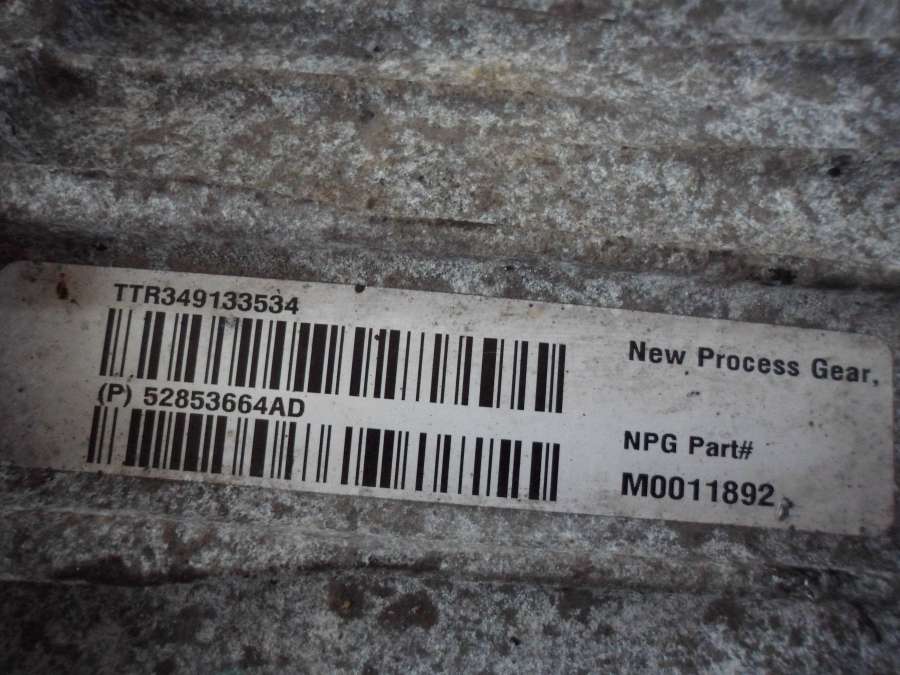 TTR349133534
(P) 52853664AD
New Process Gear,
NPG Part#
M0011892